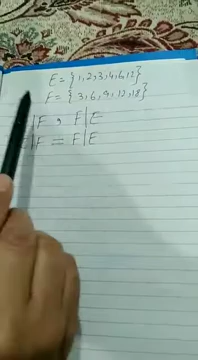 E = {1, 2, 3, 4, 6, 12}
F = {3, 6, 9, 12, 18}
|F , F|E
|F = F|E